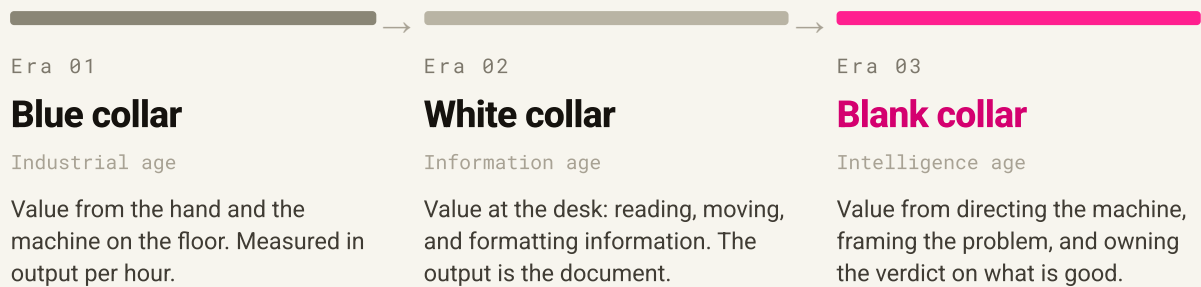 Era 01
Blue collar
Industrial age
Value from the hand and the
machine on the floor. Measured in
output per hour.
→
Era 02
White collar
Information age
Value at the desk: reading, moving,
and formatting information. The
output is the document.
→
Era 03
Blank collar
Intelligence age
Value from directing the machine,
framing the problem, and owning
the verdict on what is good.